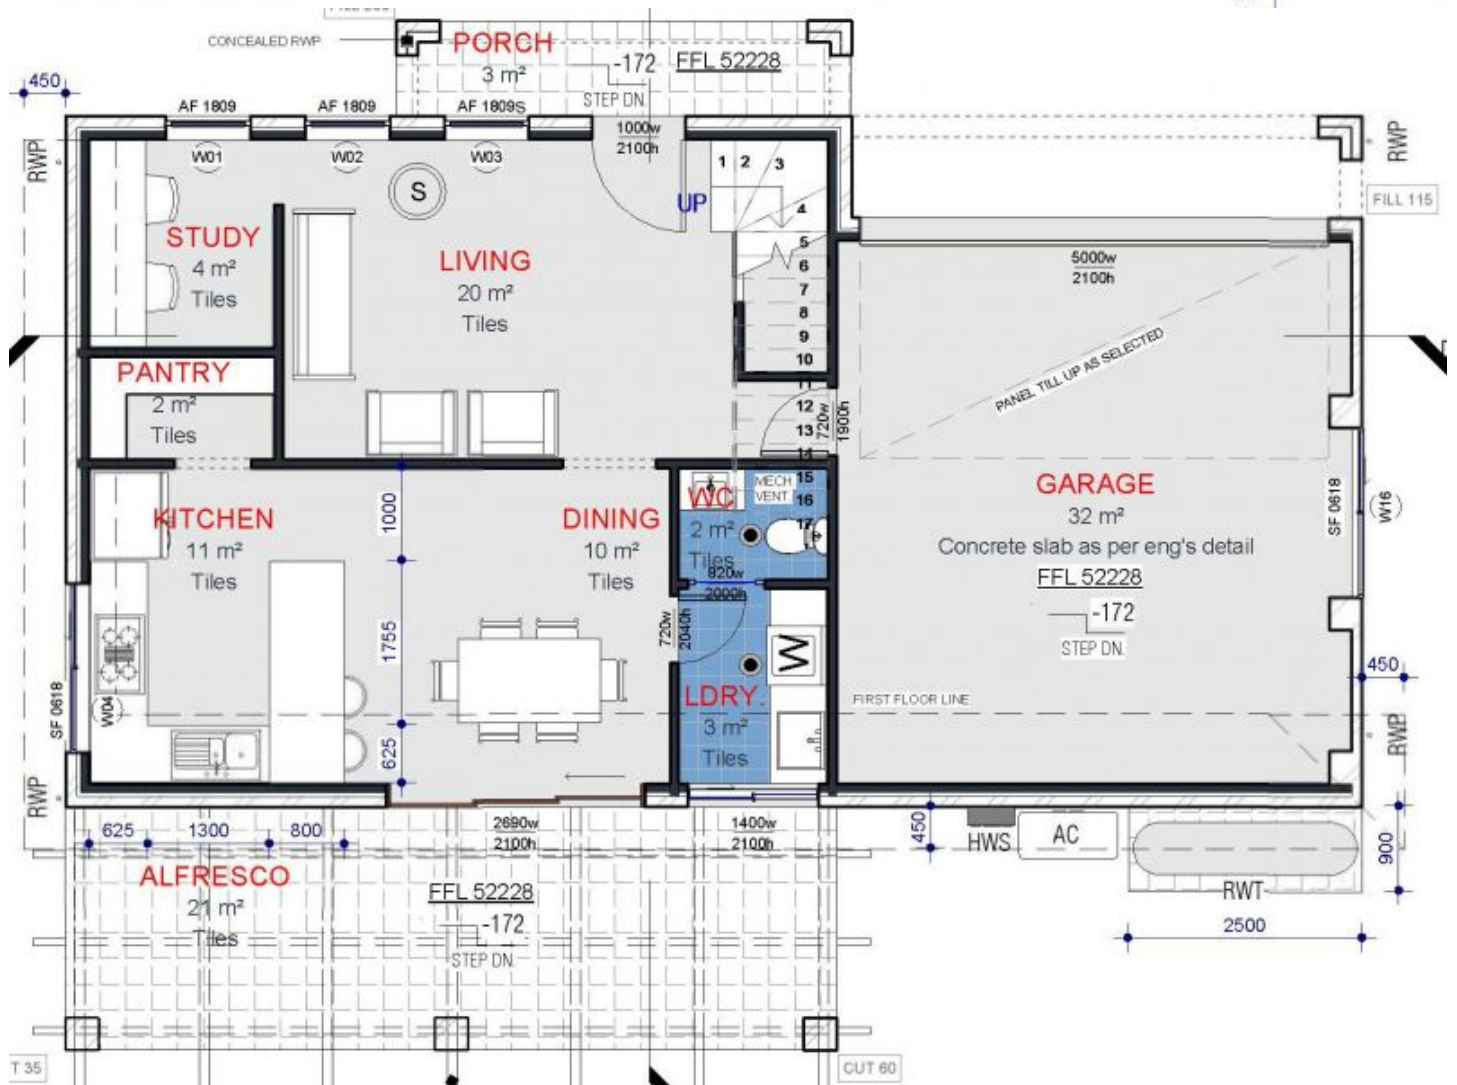 CONCEALED RWP
PORCH
3 m²
-172
FFL 52228
STEP DN.
450
AF 1809
AF 1809
AF 1809S
1000w
2100h
RWP
RWP
W01
W02
W03
S
UP
1
2
3
4
5
6
7
8
9
10
11
12
13
14
15
16
17
FILL 115
STUDY
4 m²
Tiles
LIVING
20 m²
Tiles
5000w
2100h
PANEL TILL UP AS SELECTED
PANTRY
2 m²
Tiles
720w
1900h
KITCHEN
11 m²
Tiles
1000
DINING
10 m²
Tiles
WC
2 m²
Tiles
MECH
VENT
820w
2000h
GARAGE
32 m²
Concrete slab as per eng's detail
FFL 52228
-172
STEP DN.
SF 0618
W16
1755
720w
2040h
W
450
SF 0618
W04
LDRY
3 m²
Tiles
FIRST FLOOR LINE
625
RWP
RWP
625
1300
800
2690w
2100h
1400w
2100h
450
HWS
AC
900
RWT
2500
ALFRESCO
21 m²
Tiles
FFL 52228
-172
STEP DN.
T 35
CUT 60